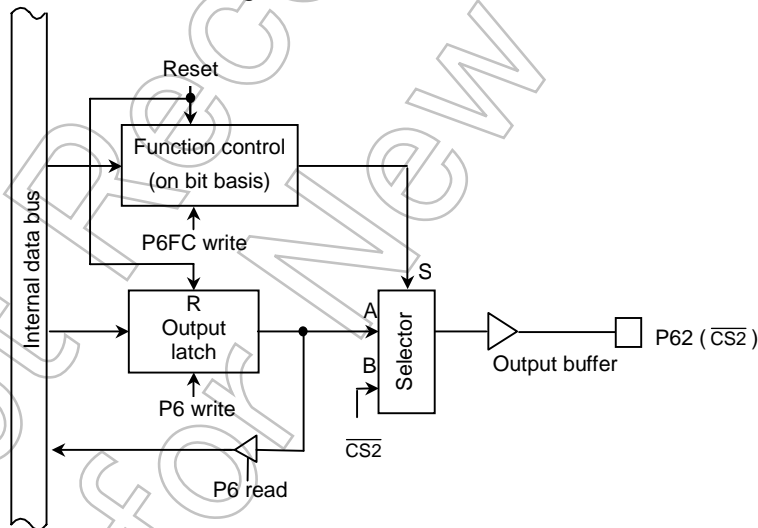 Reset
Function control
(on bit basis)
Internal data bus
P6FC write
S
R
Output
latch
A
B
Selector
P62 ( CS2 )
Output buffer
P6 write
CS2
P6 read